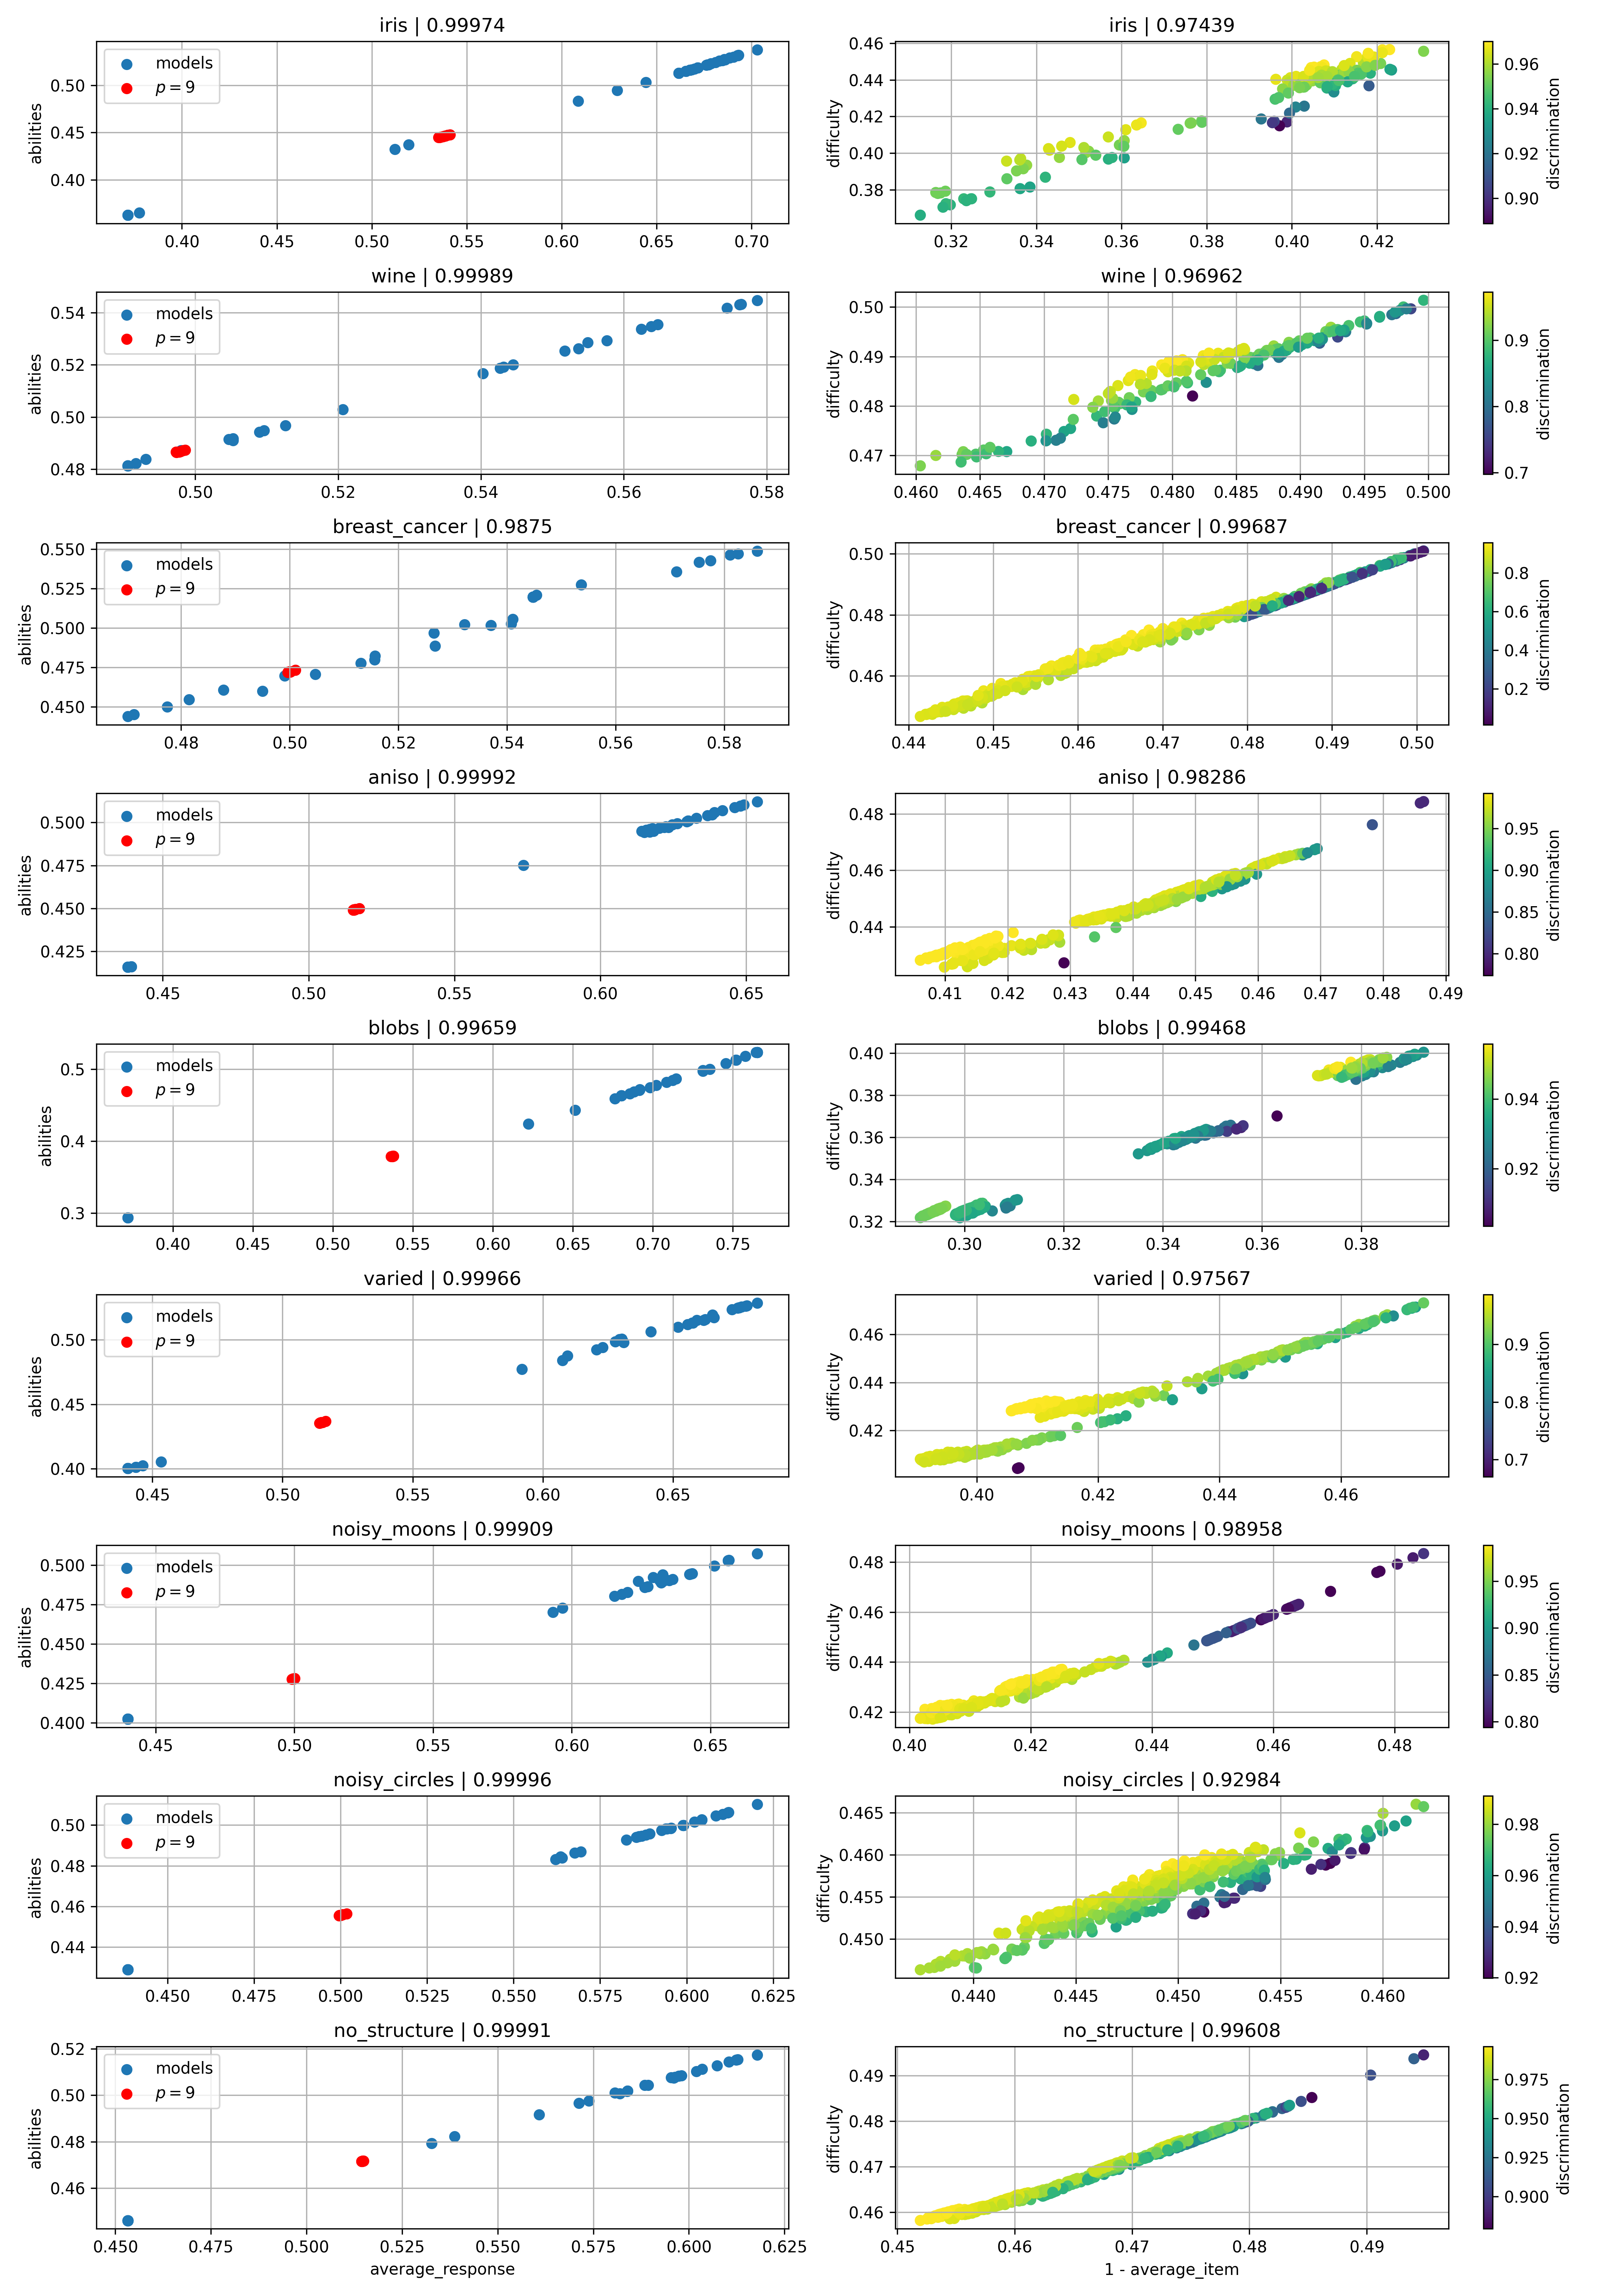 iris | 0.99974
models
p = 9
abilities
0.50
0.45
0.40
0.40 0.45 0.50 0.55 0.60 0.65 0.70
iris | 0.97439
difficulty
0.46
0.44
0.42
0.40
0.38
0.32 0.34 0.36 0.38 0.40 0.42
0.96
0.94
0.92
0.90
discrimination
wine | 0.99989
models
p = 9
abilities
0.54
0.52
0.50
0.48
0.50 0.52 0.54 0.56 0.58
wine | 0.96962
difficulty
0.50
0.49
0.48
0.47
0.460 0.465 0.470 0.475 0.480 0.485 0.490 0.495 0.500
0.9
0.8
0.7
discrimination
breast_cancer | 0.9875
models
p = 9
abilities
0.550
0.525
0.500
0.475
0.450
0.48 0.50 0.52 0.54 0.56 0.58
breast_cancer | 0.99687
difficulty
0.50
0.48
0.46
0.44 0.45 0.46 0.47 0.48 0.49 0.50
0.8
0.6
0.4
0.2
discrimination
aniso | 0.99992
models
p = 9
abilities
0.500
0.475
0.450
0.425
0.45 0.50 0.55 0.60 0.65
aniso | 0.98286
difficulty
0.48
0.46
0.44
0.41 0.42 0.43 0.44 0.45 0.46 0.47 0.48 0.49
0.95
0.90
0.85
0.80
discrimination
blobs | 0.99659
models
p = 9
abilities
0.5
0.4
0.3
0.40 0.45 0.50 0.55 0.60 0.65 0.70 0.75
blobs | 0.99468
difficulty
0.40
0.38
0.36
0.34
0.32
0.30 0.32 0.34 0.36 0.38
0.94
0.92
discrimination
varied | 0.99966
models
p = 9
abilities
0.50
0.45
0.40
0.45 0.50 0.55 0.60 0.65
varied | 0.97567
difficulty
0.46
0.44
0.42
0.40 0.42 0.44 0.46
0.9
0.8
0.7
discrimination
noisy_moons | 0.99909
models
p = 9
abilities
0.500
0.475
0.450
0.425
0.400
0.45 0.50 0.55 0.60 0.65
noisy_moons | 0.98958
difficulty
0.48
0.46
0.44
0.42
0.40 0.42 0.44 0.46 0.48
0.95
0.90
0.85
0.80
discrimination
noisy_circles | 0.99996
models
p = 9
abilities
0.50
0.48
0.46
0.44
0.450 0.475 0.500 0.525 0.550 0.575 0.600 0.625
noisy_circles | 0.92984
difficulty
0.465
0.460
0.455
0.450
0.440 0.445 0.450 0.455 0.460
0.98
0.96
0.94
0.92
discrimination
no_structure | 0.99991
models
p = 9
abilities
0.52
0.50
0.48
0.46
0.450 0.475 0.500 0.525 0.550 0.575 0.600 0.625
average_response
no_structure | 0.99608
difficulty
0.49
0.48
0.47
0.46
0.45 0.46 0.47 0.48 0.49
1 - average_item
0.975
0.950
0.925
0.900
discrimination